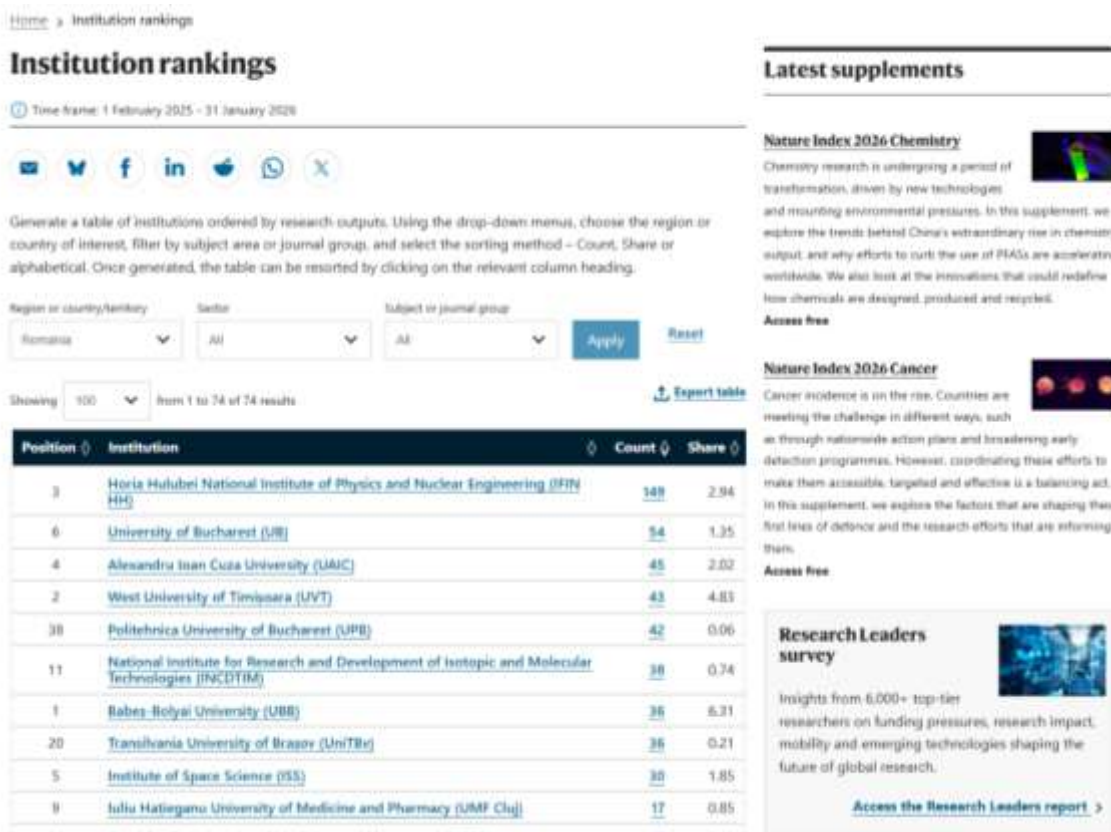 Home > Institution rankings
Institution rankings
Time frame: 1 February 2025 - 31 January 2026
Generate a table of institutions ordered by research outputs. Using the drop-down menus, choose the region or
country of interest, filter by subject area or journal group, and select the sorting method – Count, Share or
alphabetical. Once generated, the table can be resorted by clicking on the relevant column heading.
Region or country/territory Sector Subject or journal group
Romania All All Apply Reset
Showing 100 from 1 to 74 of 74 results Export table
Position Institution Count Share
3 Horia Hulubei National Institute of Physics and Nuclear Engineering (IFIN
HH) 149 2.94
6 University of Bucharest (UB) 54 1.35
4 Alexandru Ioan Cuza University (UAIC) 45 2.02
2 West University of Timisoara (UVT) 43 4.83
38 Politehnica University of Bucharest (UPB) 42 0.06
11 National Institute for Research and Development of Isotopic and Molecular
Technologies (INCDTIM) 38 0.74
1 Babes-Bolyai University (UBB) 36 6.31
20 Transilvania University of Brasov (UniTBv) 36 0.21
5 Institute of Space Science (ISS) 30 1.85
9 Iuliu Hatieganu University of Medicine and Pharmacy (UMF Cluj) 17 0.85
Latest supplements
Nature Index 2026 Chemistry
Chemistry research is undergoing a period of
transformation, driven by new technologies
and mounting environmental pressures. In this supplement, we
explore the trends behind China's extraordinary rise in chemistr
output, and why efforts to curb the use of PFASs are acceleratin
worldwide. We also look at the innovations that could redefine
how chemicals are designed, produced and recycled.
Access free
Nature Index 2026 Cancer
Cancer incidence is on the rise. Countries are
meeting the challenge in different ways, such
as through nationwide action plans and broadening early
detection programmes. However, coordinating these efforts to
make them accessible, targeted and effective is a balancing act.
In this supplement, we explore the factors that are shaping thes
first lines of defence and the research efforts that are informing
them.
Access free
Research Leaders
survey
Insights from 6,000+ top-tier
researchers on funding pressures, research impact,
mobility and emerging technologies shaping the
future of global research.
Access the Research Leaders report >